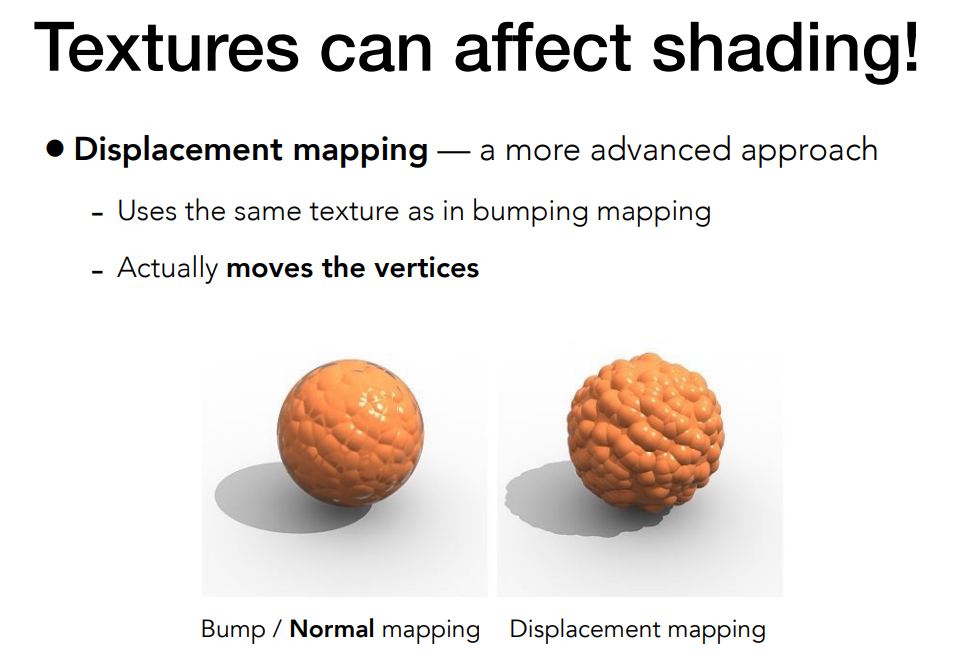 Textures can affect shading!
● Displacement mapping — a more advanced approach
- Uses the same texture as in bumping mapping
- Actually moves the vertices
Bump / Normal mapping Displacement mapping